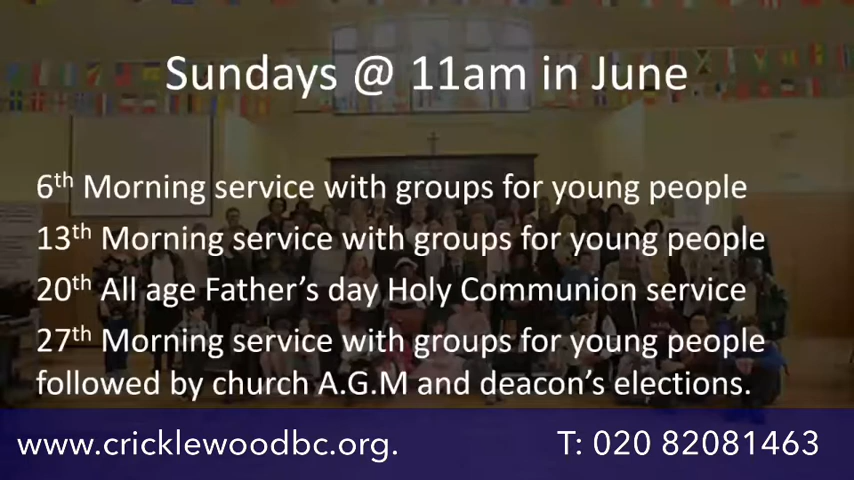 Sundays @ 11am in June
6th Morning service with groups for young people
13th Morning service with groups for young people
20th All age Father's day Holy Communion service
27th Morning service with groups for young people
followed by church A.G.M and deacon's elections.
www.cricklewoodbc.org.
T: 020 82081463